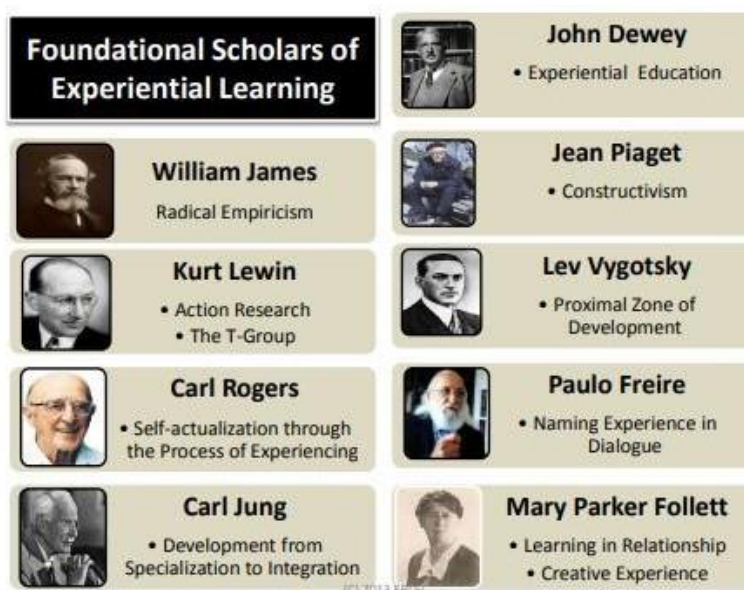 Foundational Scholars of
Experiential Learning
William James
Radical Empiricism
Kurt Lewin
• Action Research
• The T-Group
Carl Rogers
• Self-actualization through
the Process of Experiencing
Carl Jung
• Development from
Specialization to Integration
John Dewey
• Experiential Education
Jean Piaget
• Constructivism
Lev Vygotsky
• Proximal Zone of
Development
Paulo Freire
• Naming Experience in
Dialogue
Mary Parker Follett
• Learning in Relationship
• Creative Experience